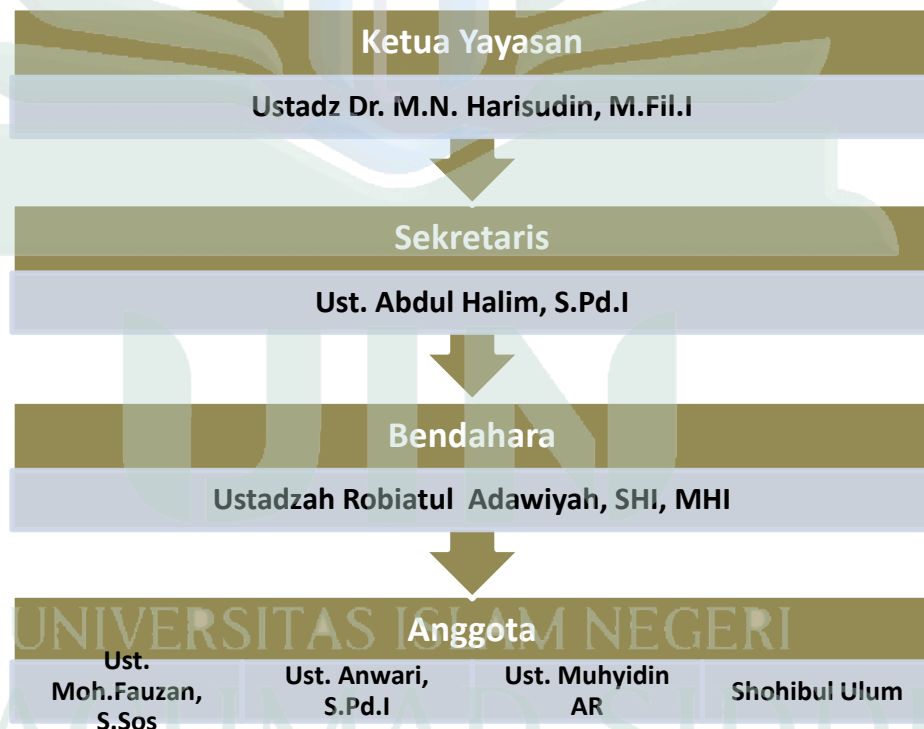 Ketua Yayasan
Ustadz Dr. M.N. Harisudin, M.Fil.I
Sekretaris
Ust. Abdul Halim, S.Pd.I
Bendahara
Ustadzah Robiatul Adawiyah, SHI, MHI
UNIVERSITAS ISLAM NEGERI
Anggota
Ust.
Moh.Fauzan,
S.Sos
Ust. Anwari,
S.Pd.I
Ust. Muhyidin
AR
Shohibul Ulum
UIN